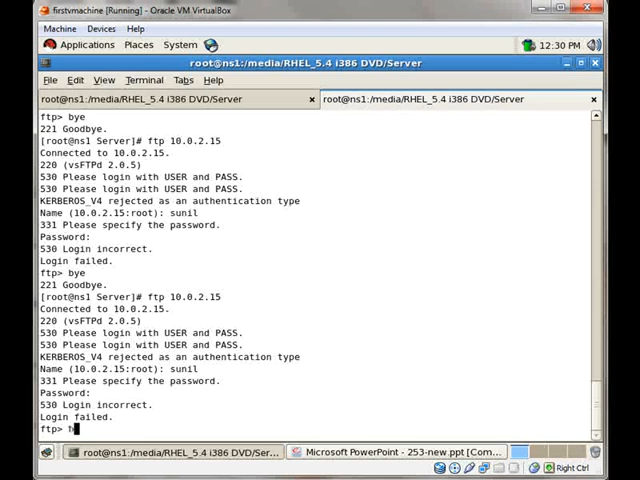 firstvmachine [Running] - Oracle VM VirtualBox
Machine Devices Help
Applications Places System 12:30 PM
root@ns1:/media/RHEL_5.4 i386 DVD/Server
File Edit View Terminal Tabs Help
root@ns1:/media/RHEL_5.4 i386 DVD/Server root@ns1:/media/RHEL_5.4 i386 DVD/Server
ftp> bye
221 Goodbye.
[root@ns1 Server]# ftp 10.0.2.15
Connected to 10.0.2.15.
220 (vsFTPd 2.0.5)
530 Please login with USER and PASS.
530 Please login with USER and PASS.
KERBEROS_V4 rejected as an authentication type
Name (10.0.2.15:root): sunil
331 Please specify the password.
Password:
530 Login incorrect.
Login failed.
ftp> bye
221 Goodbye.
[root@ns1 Server]# ftp 10.0.2.15
Connected to 10.0.2.15.
220 (vsFTPd 2.0.5)
530 Please login with USER and PASS.
530 Please login with USER and PASS.
KERBEROS_V4 rejected as an authentication type
Name (10.0.2.15:root): sunil
331 Please specify the password.
Password:
530 Login incorrect.
Login failed.
ftp>
root@ns1:/media/RHEL_5.4 i386 DVD/Ser... Microsoft PowerPoint - 253-new.ppt [Com...
Right Ctrl